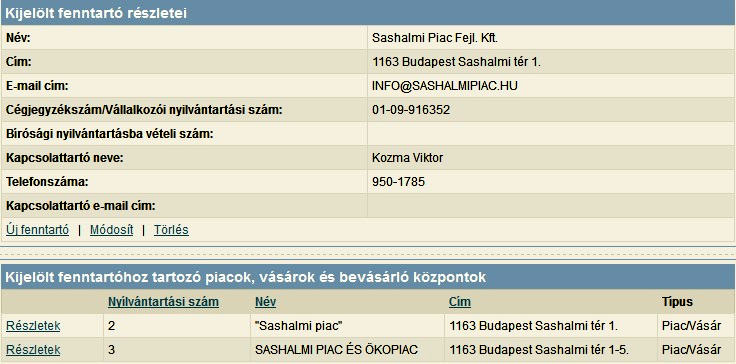 Kijelölt fenntartó részletei
Név: Sashalmi Piac Fejl. Kft.
Cím: 1163 Budapest Sashalmi tér 1.
E-mail cím: INFO@SASHALMIPIAC.HU
Cégjegyzékszám/Vállalkozói nyilvántartási szám: 01-09-916352
Bírósági nyilvántartásba vételi szám:
Kapcsolattartó neve: Kozma Viktor
Telefonszáma: 950-1785
Kapcsolattartó e-mail cím:
Új fenntartó | Módosít | Törlés
Kijelölt fenntartóhoz tartozó piacok, vásárok és bevásárló központok
Nyilvántartási szám Név Cím Típus
Részletek 2 "Sashalmi piac" 1163 Budapest Sashalmi tér 1. Piac/Vásár
Részletek 3 SASHALMI PIAC ÉS ÖKOPIAC 1163 Budapest Sashalmi tér 1-5. Piac/Vásár